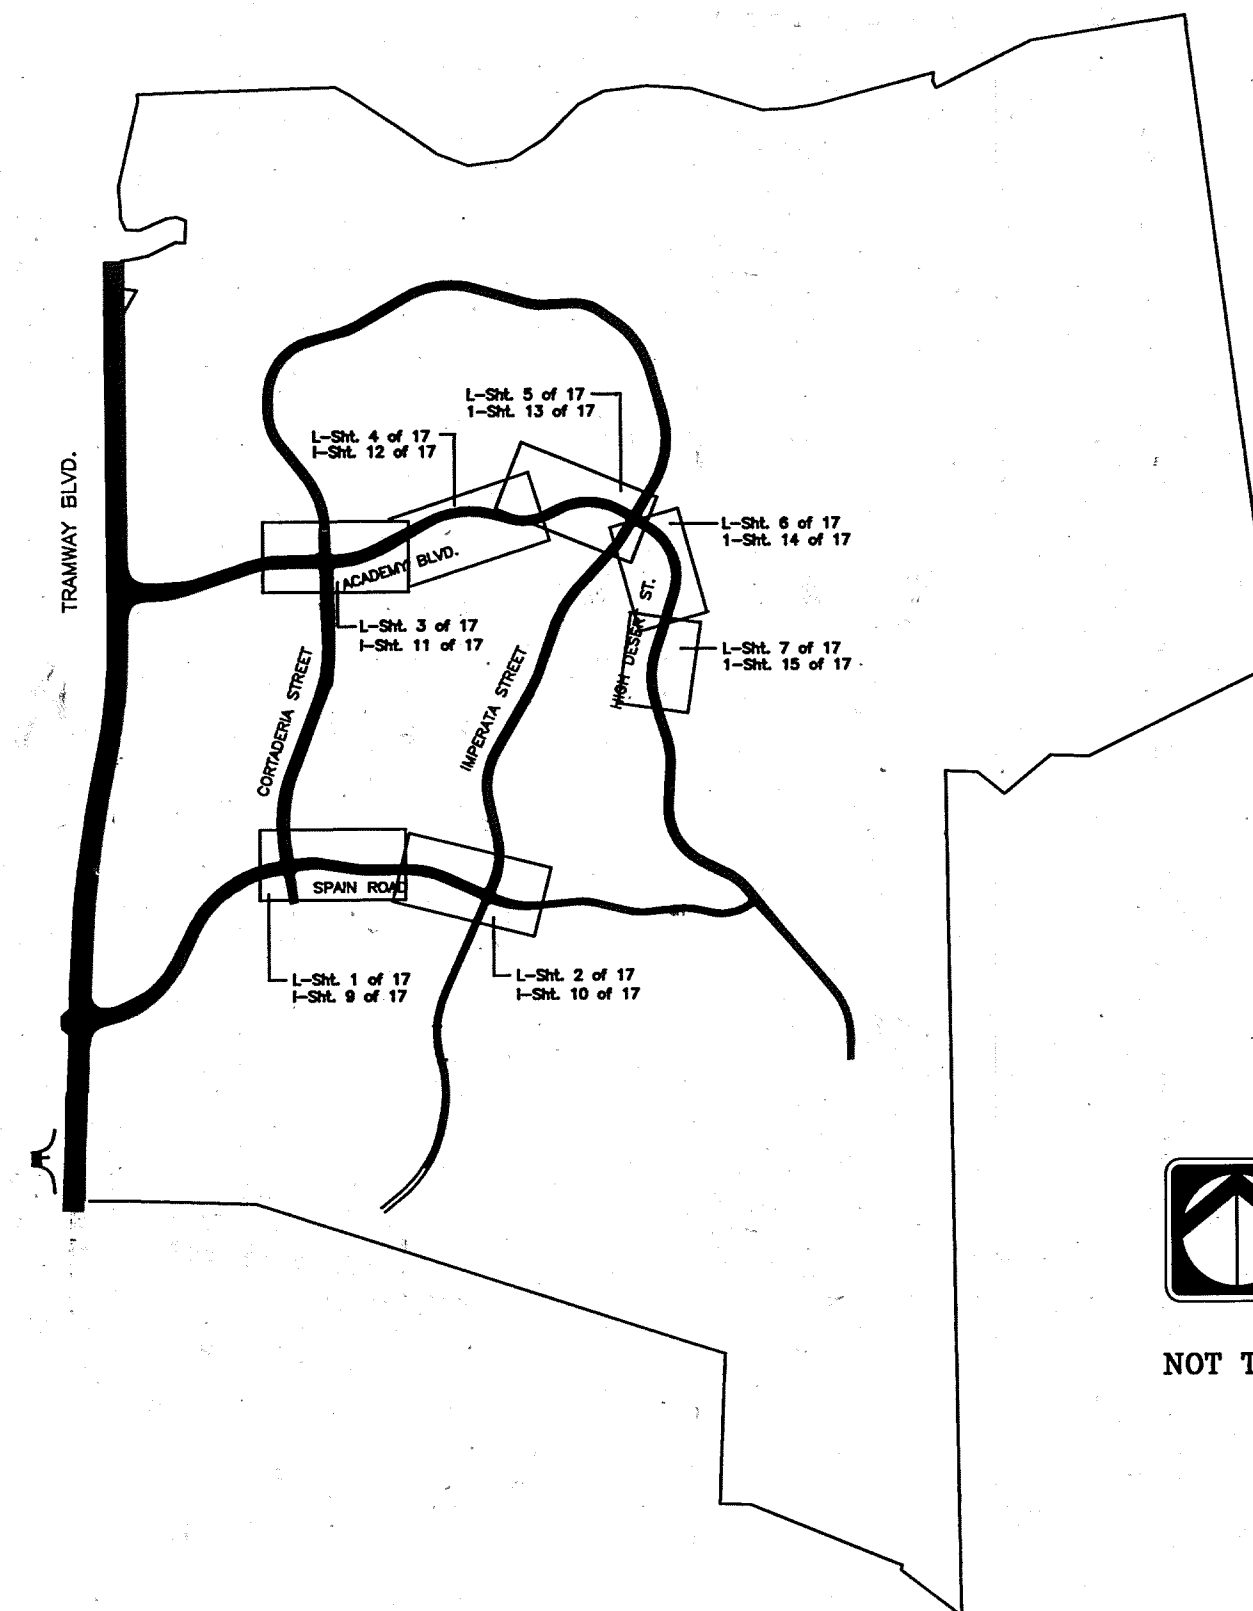 L-Sht. 5 of 17
1-Sht. 13 of 17
L-Sht. 4 of 17
I-Sht. 12 of 17
TRAMWAY BLVD.
L-Sht. 6 of 17
1-Sht. 14 of 17
ACADEMY BLVD.
HIGH DESERT ST.
L-Sht. 3 of 17
I-Sht. 11 of 17
L-Sht. 7 of 17
1-Sht. 15 of 17
CORTADERIA STREET
IMPERATA STREET
SPAIN ROAD
L-Sht. 1 of 17
I-Sht. 9 of 17
L-Sht. 2 of 17
I-Sht. 10 of 17
NOT T